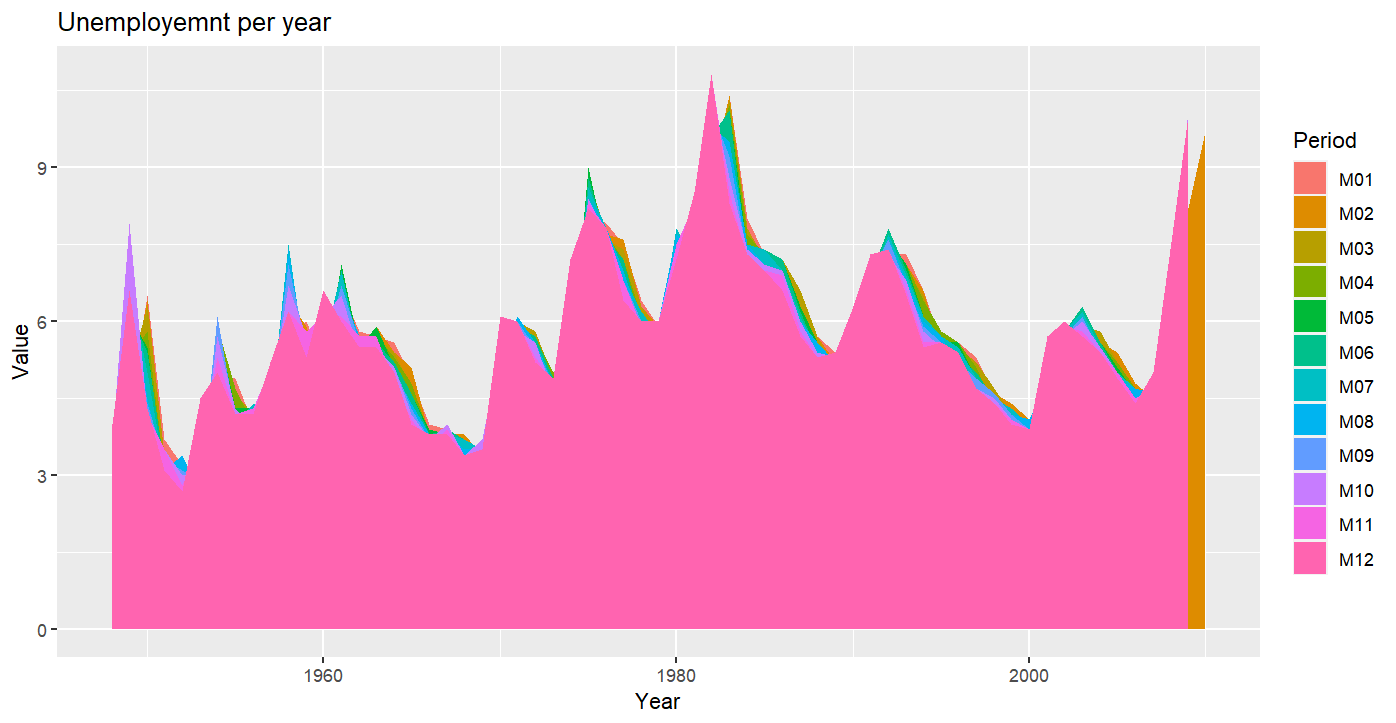 Unemployemnt per year
Value
9
6
3
0
1960
1980
2000
Year
Period
M01
M02
M03
M04
M05
M06
M07
M08
M09
M10
M11
M12